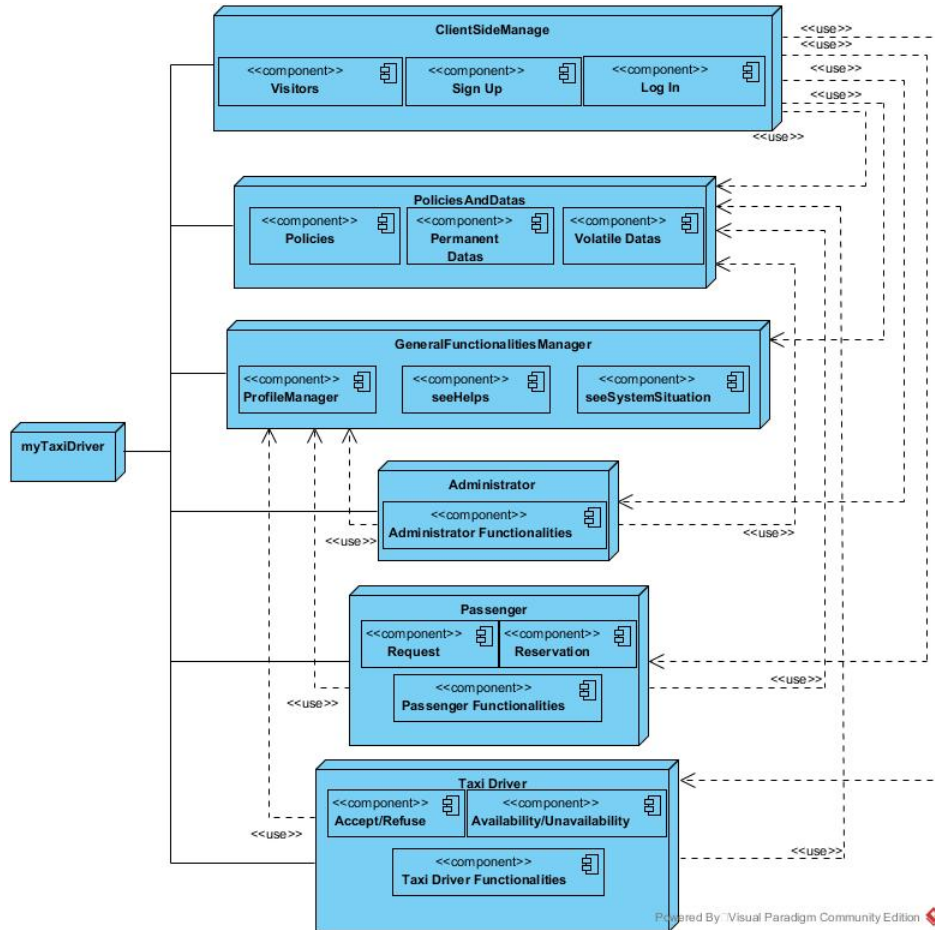 ClientSideManage
<<component>>
Visitors
<<component>>
Sign Up
<<component>>
Log In
<<use>>
<<use>>
<<use>>
<<use>>
<<use>>
PoliciesAndDatas
<<component>>
Policies
<<component>>
Permanent
Datas
<<component>>
Volatile Datas
GeneralFunctionalitiesManager
<<component>>
ProfileManager
<<component>>
seeHelps
<<component>>
seeSystemSituation
myTaxiDriver
Administrator
<<component>>
Administrator Functionalities
<<use>>
<<use>>
Passenger
<<component>>
Request
<<component>>
Reservation
<<component>>
Passenger Functionalities
<<use>>
<<use>>
Taxi Driver
<<component>>
Accept/Refuse
<<component>>
Availability/Unavailability
<<component>>
Taxi Driver Functionalities
<<use>>
<<use>>
Powered By Visual Paradigm Community Edition